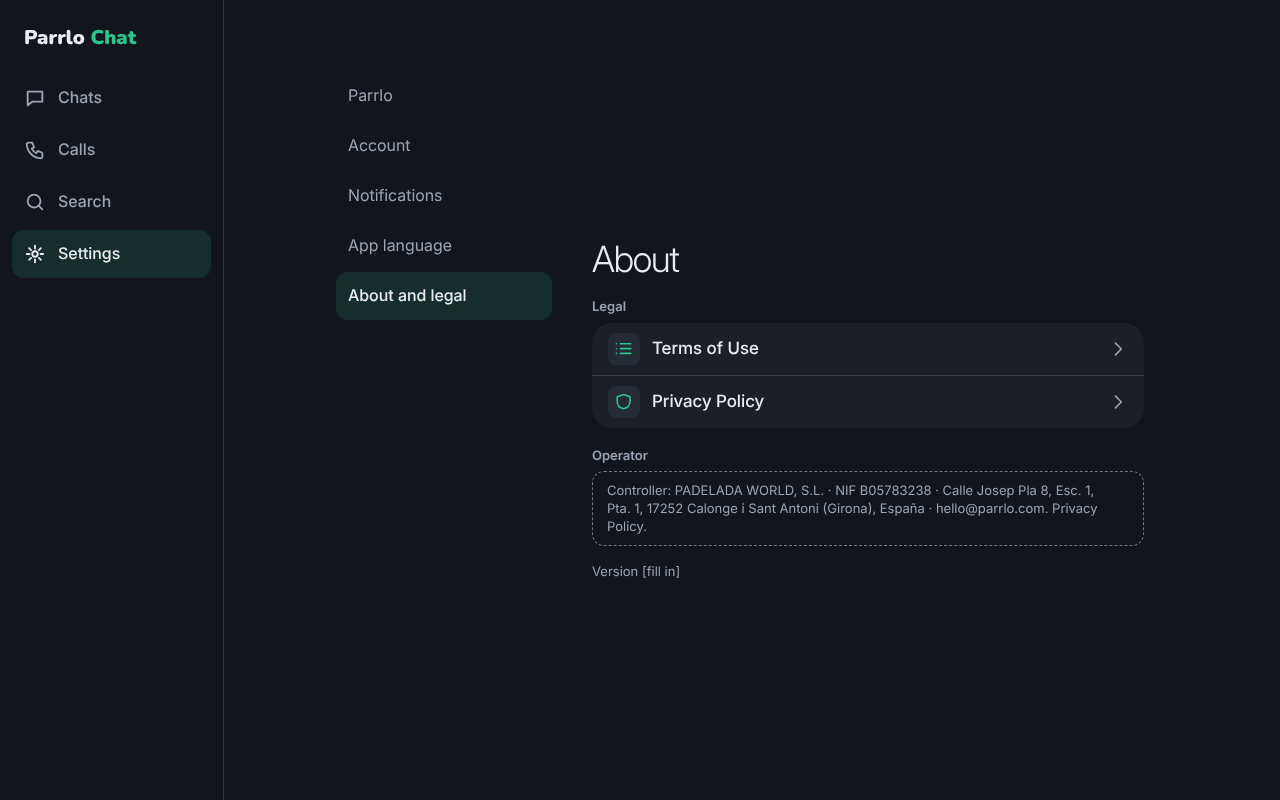 Parrlo Chat
Chats
Calls
Search
Settings
Parrlo
Account
Notifications
App language
About and legal
About
Legal
Terms of Use
Privacy Policy
Operator
Controller: PADELADA WORLD, S.L. · NIF B05783238 · Calle Josep Pla 8, Esc. 1,
Pta. 1, 17252 Calonge i Sant Antoni (Girona), España · hello@parrlo.com. Privacy
Policy.
Version [fill in]